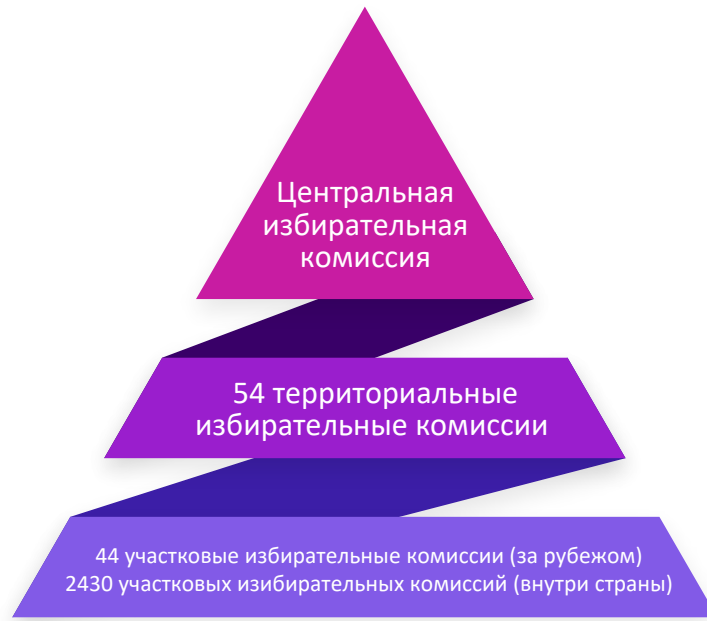 Центральная
избирательная
комиссия
54 территориальные
избирательные комиссии
44 участковые избирательные комиссии (за рубежом)
2430 участковых изибирательных комиссий (внутри страны)